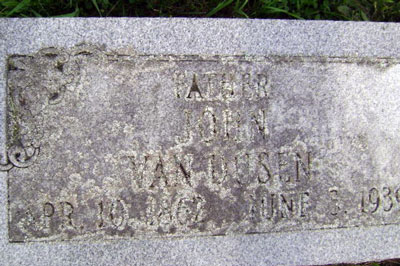 FATHER
JOHN
VAN DUSEN
APR. 10, 1862 JUNE 3, 1939